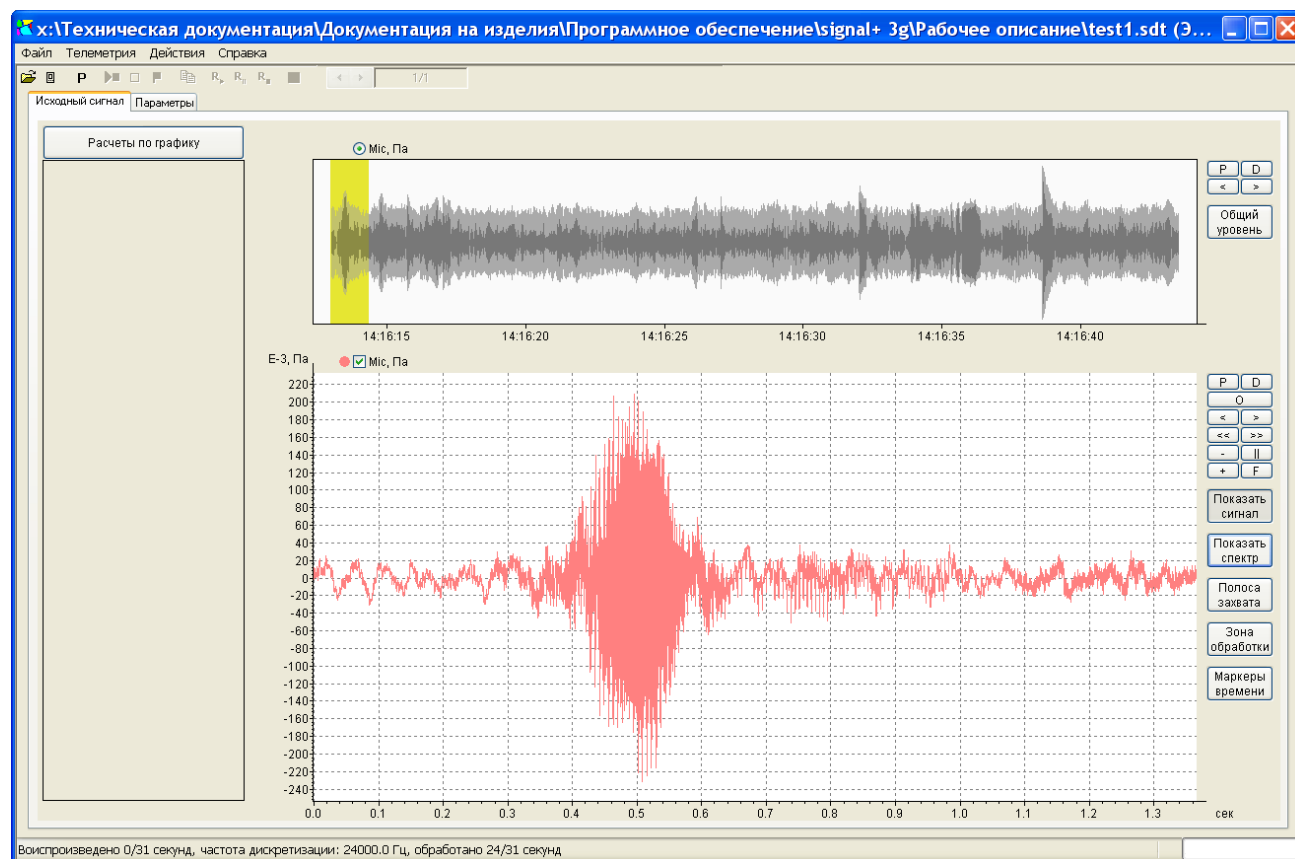 x:\Техническая документация\Документация на изделия\Программное обеспечение\signal+ 3g\Рабочее описание\test1.sdt (Э...
Файл Телеметрия Действия Справка
P R R R 1/1
Исходный сигнал Параметры
Расчеты по графику
Mic, Па
P D
< >
Общий
уровень
14:16:15 14:16:20 14:16:25 14:16:30 14:16:35 14:16:40
E-3, Па Mic, Па
220
200
180
160
140
120
100
80
60
40
20
0
-20
-40
-60
-80
-100
-120
-140
-160
-180
-200
-220
-240
0.0 0.1 0.2 0.3 0.4 0.5 0.6 0.7 0.8 0.9 1.0 1.1 1.2 1.3 сек
P D
O
< >
<< >>
- ||
+ F
Показать
сигнал
Показать
спектр
Полоса
захвата
Зона
обработки
Маркеры
времени
Воиспроизведено 0/31 секунд, частота дискретизации: 24000.0 Гц, обработано 24/31 секунд